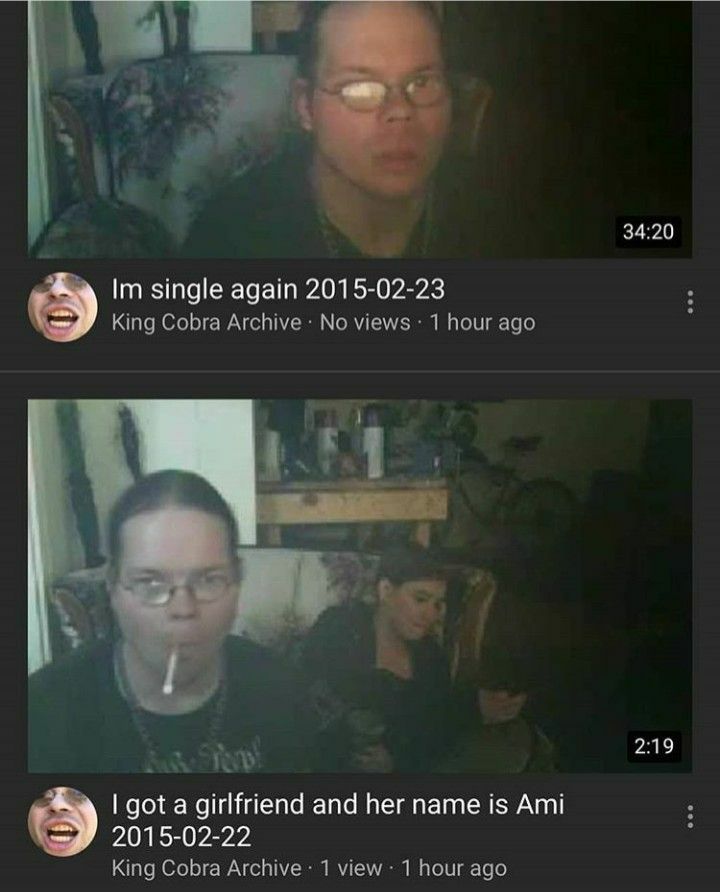 34:20
Im single again 2015-02-23
King Cobra Archive · No views · 1 hour ago
2:19
I got a girlfriend and her name is Ami
2015-02-22
King Cobra Archive · 1 view · 1 hour ago